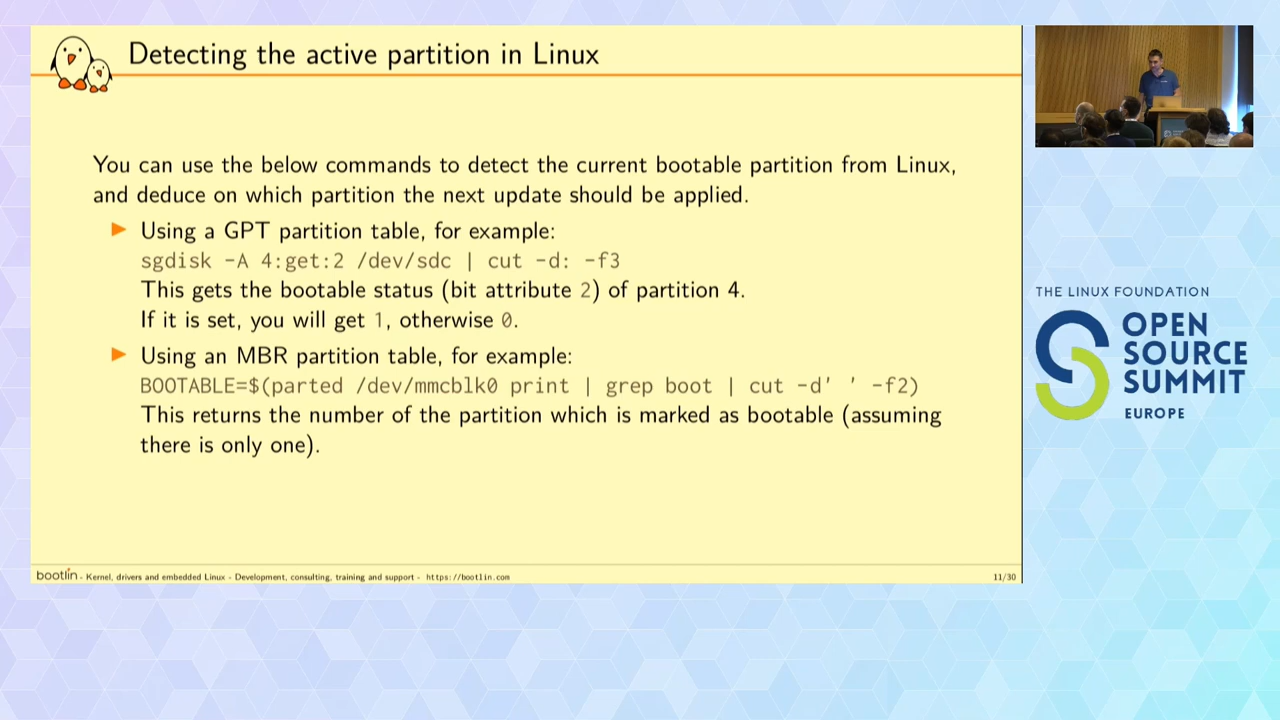 Detecting the active partition in Linux
You can use the below commands to detect the current bootable partition from Linux,
and deduce on which partition the next update should be applied.
Using a GPT partition table, for example:
sgdisk -A 4:get:2 /dev/sdc | cut -d: -f3
This gets the bootable status (bit attribute 2) of partition 4.
If it is set, you will get 1, otherwise 0.
Using an MBR partition table, for example:
BOOTABLE=$(parted /dev/mmcblk0 print | grep boot | cut -d' ' -f2)
This returns the number of the partition which is marked as bootable (assuming
there is only one).
bootlin - Kernel, drivers and embedded Linux - Development, consulting, training and support - https://bootlin.com
11/30
THE LINUX FOUNDATION
OPEN
SOURCE
SUMMIT
EUROPE